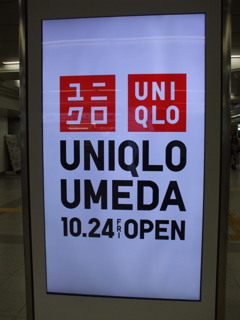 ユニ UNI
クロ QLO
UNIQLO
UMEDA
10.24 FRI OPEN